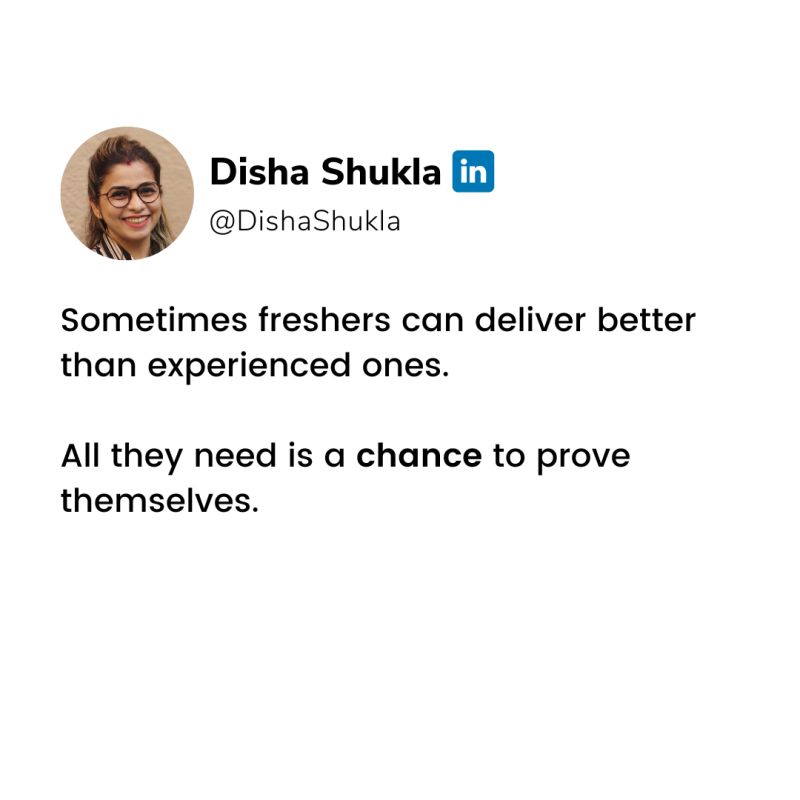 Disha Shukla in
@DishaShukla
Sometimes freshers can deliver better
than experienced ones.
All they need is a chance to prove
themselves.